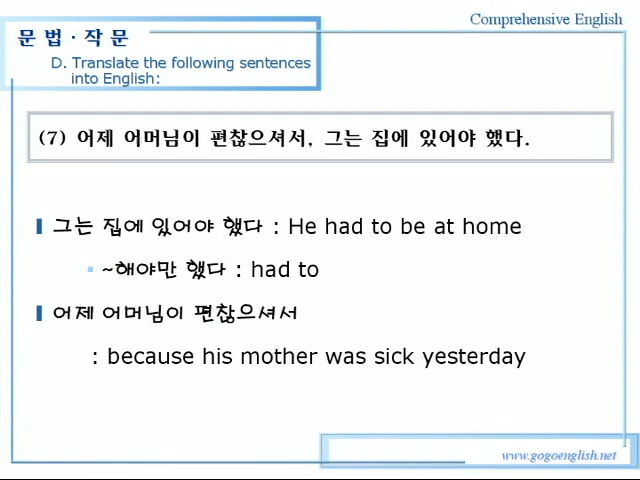 Comprehensive English
문 법 · 작 문
D. Translate the following sentences
into English:
(7) 어제 어머님이 편찮으셔서, 그는 집에 있어야 했다.
그는 집에 있어야 했다 : He had to be at home
~해야만 했다 : had to
어제 어머님이 편찮으셔서
: because his mother was sick yesterday
www.gogoenglish.net